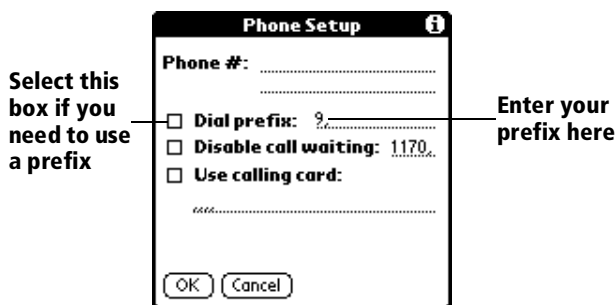 Phone Setup i
Phone #:
Select this
box if you
need to use
a prefix
Dial prefix: 9,
Enter your
prefix here
Disable call waiting: 1170,
Use calling card:
,,,,
OK Cancel